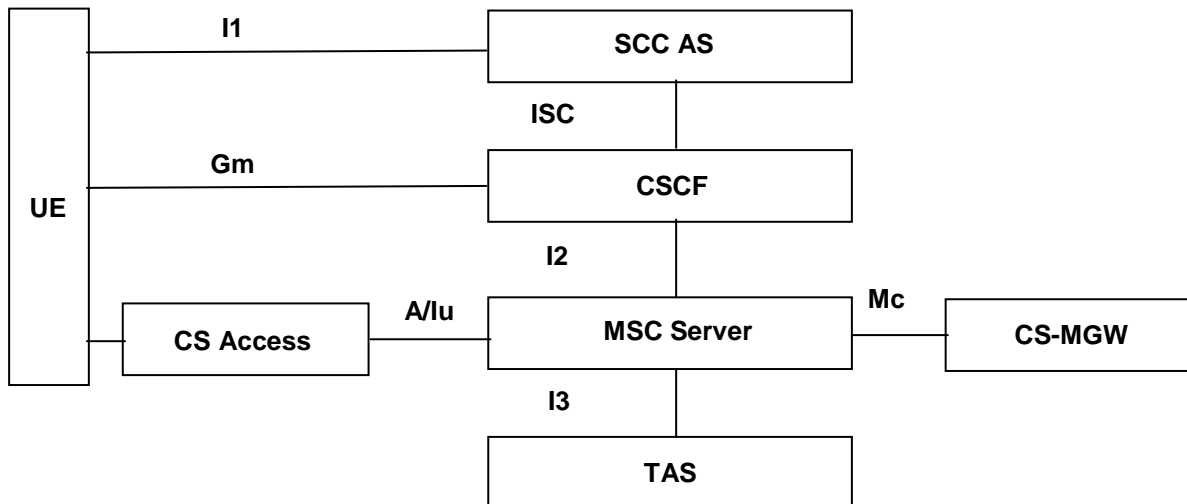 I1
SCC AS
ISC
Gm
CSCF
UE
I2
A/Iu
Mc
CS Access
MSC Server
CS-MGW
I3
TAS